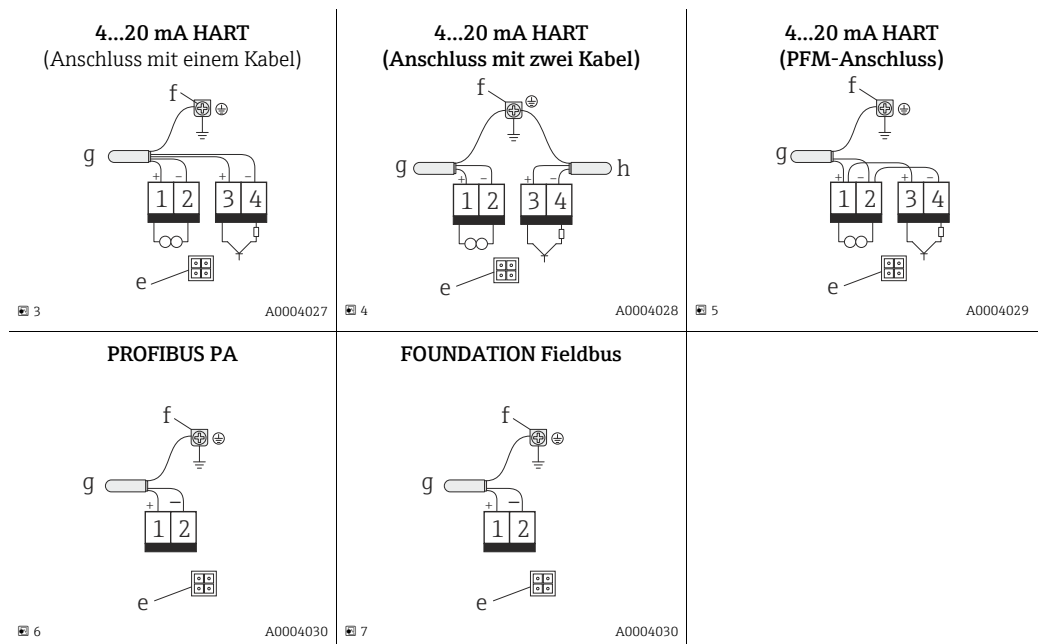 4...20 mA HART
(Anschluss mit einem Kabel)
f
g
+ – + –
1 2 3 4
e
3 A0004027
4...20 mA HART
(Anschluss mit zwei Kabel)
f
g h
+ – + –
1 2 3 4
e
4 A0004028
4...20 mA HART
(PFM-Anschluss)
f
g
+ – + –
1 2 3 4
e
5 A0004029
PROFIBUS PA
f
g
+ –
1 2
e
6 A0004030
FOUNDATION Fieldbus
f
g
+ –
1 2
e
7 A0004030